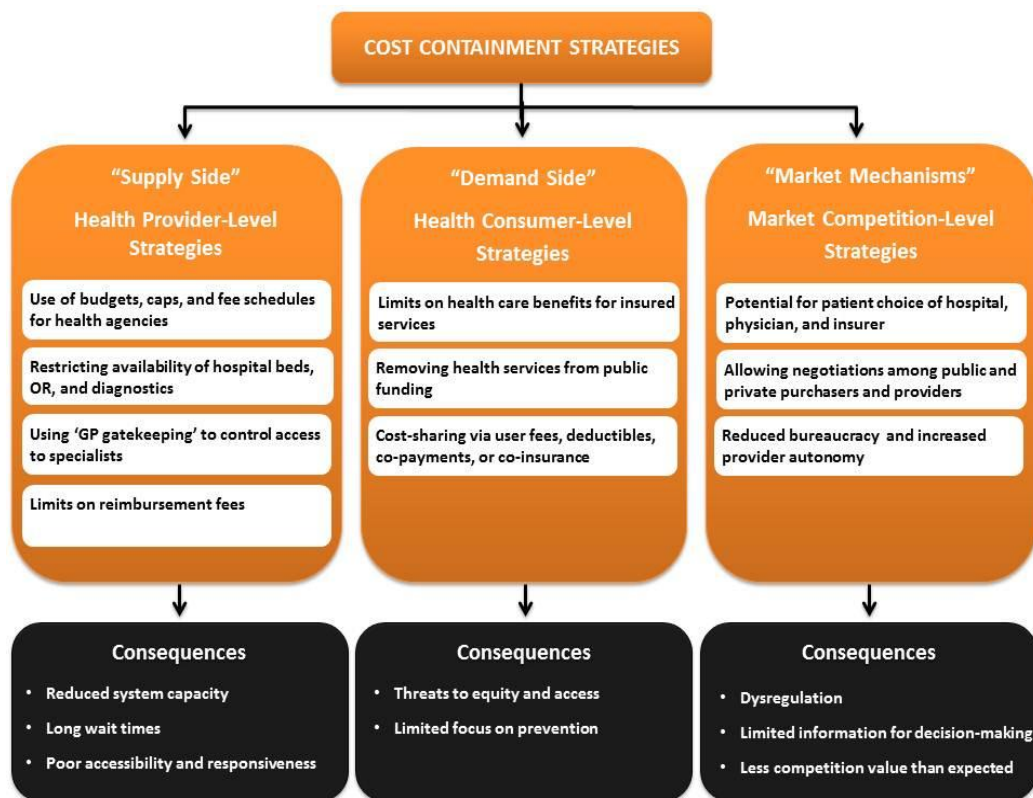 COST CONTAINMENT STRATEGIES
“Supply Side”
Health Provider-Level
Strategies
Use of budgets, caps, and fee schedules
for health agencies
Restricting availability of hospital beds,
OR, and diagnostics
Using ‘GP gatekeeping’ to control access
to specialists
Limits on reimbursement fees
Consequences
• Reduced system capacity
• Long wait times
• Poor accessibility and responsiveness
“Demand Side”
Health Consumer-Level
Strategies
Limits on health care benefits for insured
services
Removing health services from public
funding
Cost-sharing via user fees, deductibles,
co-payments, or co-insurance
Consequences
• Threats to equity and access
• Limited focus on prevention
“Market Mechanisms”
Market Competition-Level
Strategies
Potential for patient choice of hospital,
physician, and insurer
Allowing negotiations among public and
private purchasers and providers
Reduced bureaucracy and increased
provider autonomy
Consequences
• Dysregulation
• Limited information for decision-making
• Less competition value than expected